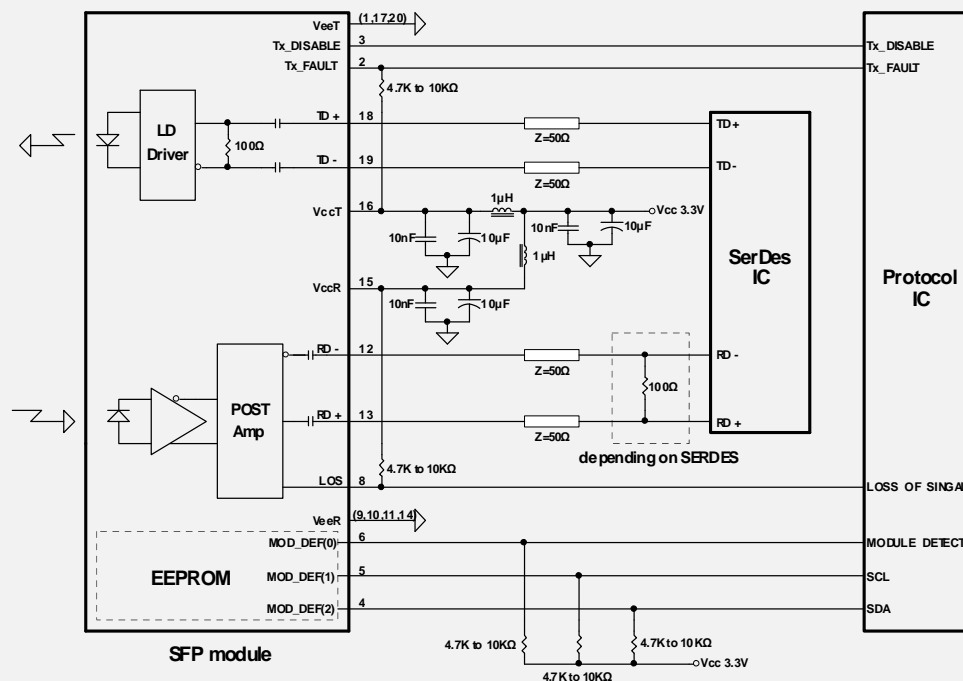 VeeT (1,17,20)
Tx_DISABLE 3 Tx_DISABLE
Tx_FAULT 2 Tx_FAULT
4.7K to 10KΩ
LD
Driver
100Ω
TD+ 18 TD+
Z=50Ω
TD- 19 TD-
Z=50Ω
1µH
VccT 16 Vcc 3.3V
10nF 10µF 10nF 10µF
1µH
SerDes
IC
Protocol
IC
VccR 15
10nF 10µF
RD- 12 RD-
Z=50Ω
100Ω
POST
Amp
RD+ 13 RD+
Z=50Ω
depending on SERDES
4.7K to 10KΩ
LOS 8 LOSS OF SINGAL
VeeR (9,10,11,14)
EEPROM
MOD_DEF(0) 6 MODULE DETECT
MOD_DEF(1) 5 SCL
MOD_DEF(2) 4 SDA
4.7K to 10KΩ 4.7K to 10KΩ
4.7K to 10KΩ
Vcc 3.3V
SFP module